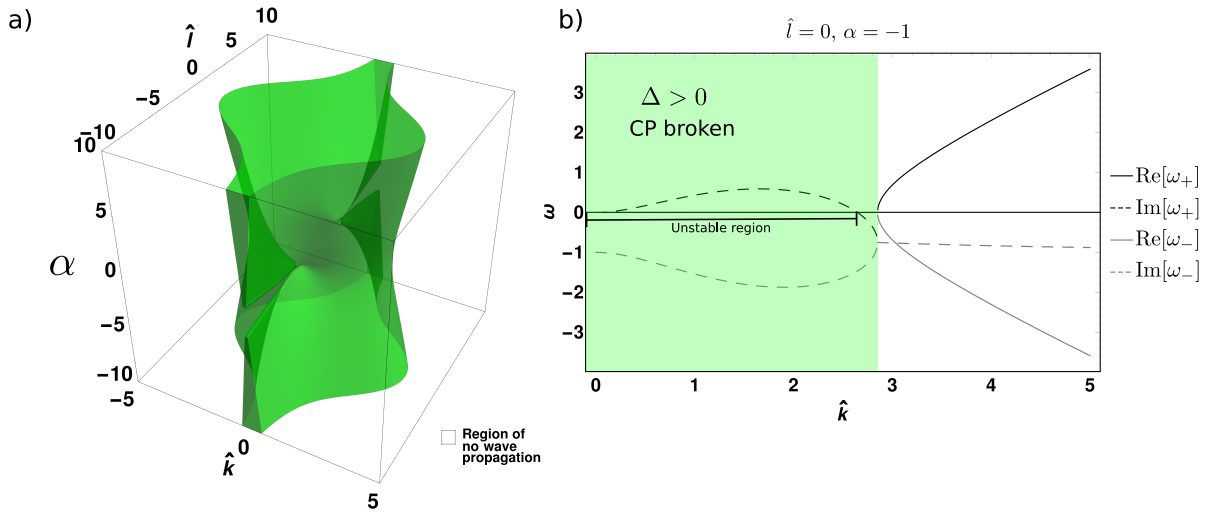 a)
10
l̂
5
0
−5
−10
10
5
α
0
−5
−10
−5
0
k̂
5
Region of
no wave
propagation
b)
l̂ = 0, α = −1
Δ > 0
CP broken
3
2
1
0
−1
−2
−3
ω
Unstable region
0 1 2 3 4 5
k̂
Re[ω₊]
Im[ω₊]
Re[ω₋]
Im[ω₋]